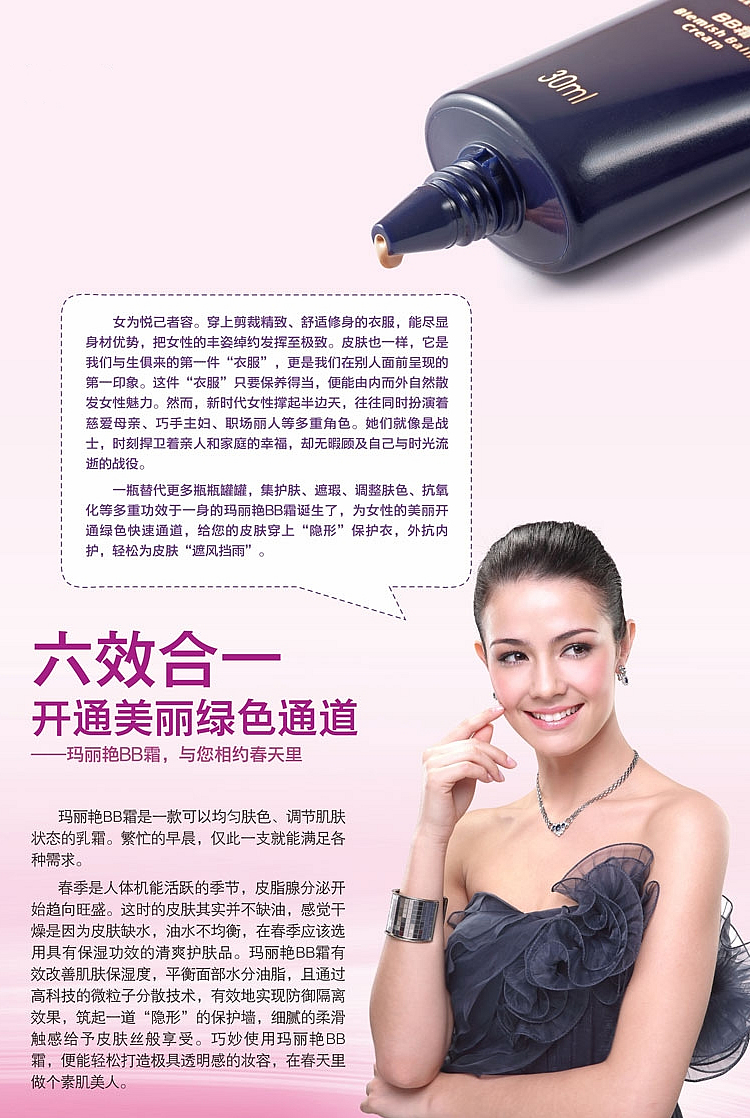 BB霜
Blemish Balm
Cream
30ml
女为悦己者容。穿上剪裁精致、舒适修身的衣服，能尽显
身材优势，把女性的丰姿绰约发挥至极致。皮肤也一样，它是
我们与生俱来的第一件“衣服”，更是我们在别人面前呈现的
第一印象。这件“衣服”只要保养得当，便能由内而外自然散
发女性魅力。然而，新时代女性撑起半边天，往往同时扮演着
慈爱母亲、巧手主妇、职场丽人等多重角色。她们就像是战
士，时刻捍卫着亲人和家庭的幸福，却无暇顾及自己与时光流
逝的战役。
一瓶替代更多瓶瓶罐罐，集护肤、遮瑕、调整肤色、抗氧
化等多重功效于一身的玛丽艳BB霜诞生了，为女性的美丽开
通绿色快速通道，给您的皮肤穿上“隐形”保护衣，外抗内
护，轻松为皮肤“遮风挡雨”。
六效合一
开通美丽绿色通道
——玛丽艳BB霜，与您相约春天里
玛丽艳BB霜是一款可以均匀肤色、调节肌肤
状态的乳霜。繁忙的早晨，仅此一支就能满足各
种需求。
春季是人体机能活跃的季节，皮脂腺分泌开
始趋向旺盛。这时的皮肤其实并不缺油，感觉干
燥是因为皮肤缺水，油水不均衡，在春季应该选
用具有保湿功效的清爽护肤品。玛丽艳BB霜有
效改善肌肤保湿度，平衡面部水分油脂，且通过
高科技的微粒子分散技术，有效地实现防御隔离
效果，筑起一道“隐形”的保护墙，细腻的柔滑
触感给予皮肤丝般享受。巧妙使用玛丽艳BB
霜，便能轻松打造极具透明感的妆容，在春天里
做个素肌美人。